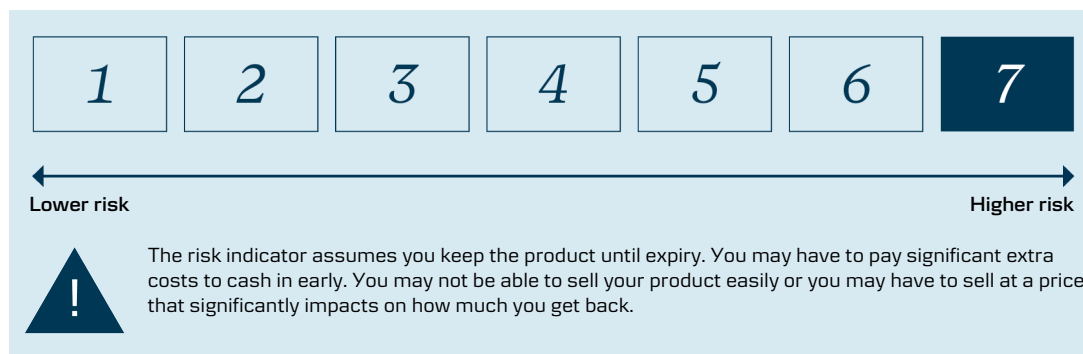 1 2 3 4 5 6 7
Lower risk Higher risk
The risk indicator assumes you keep the product until expiry. You may have to pay significant extra
costs to cash in early. You may not be able to sell your product easily or you may have to sell at a price
that significantly impacts on how much you get back.
!